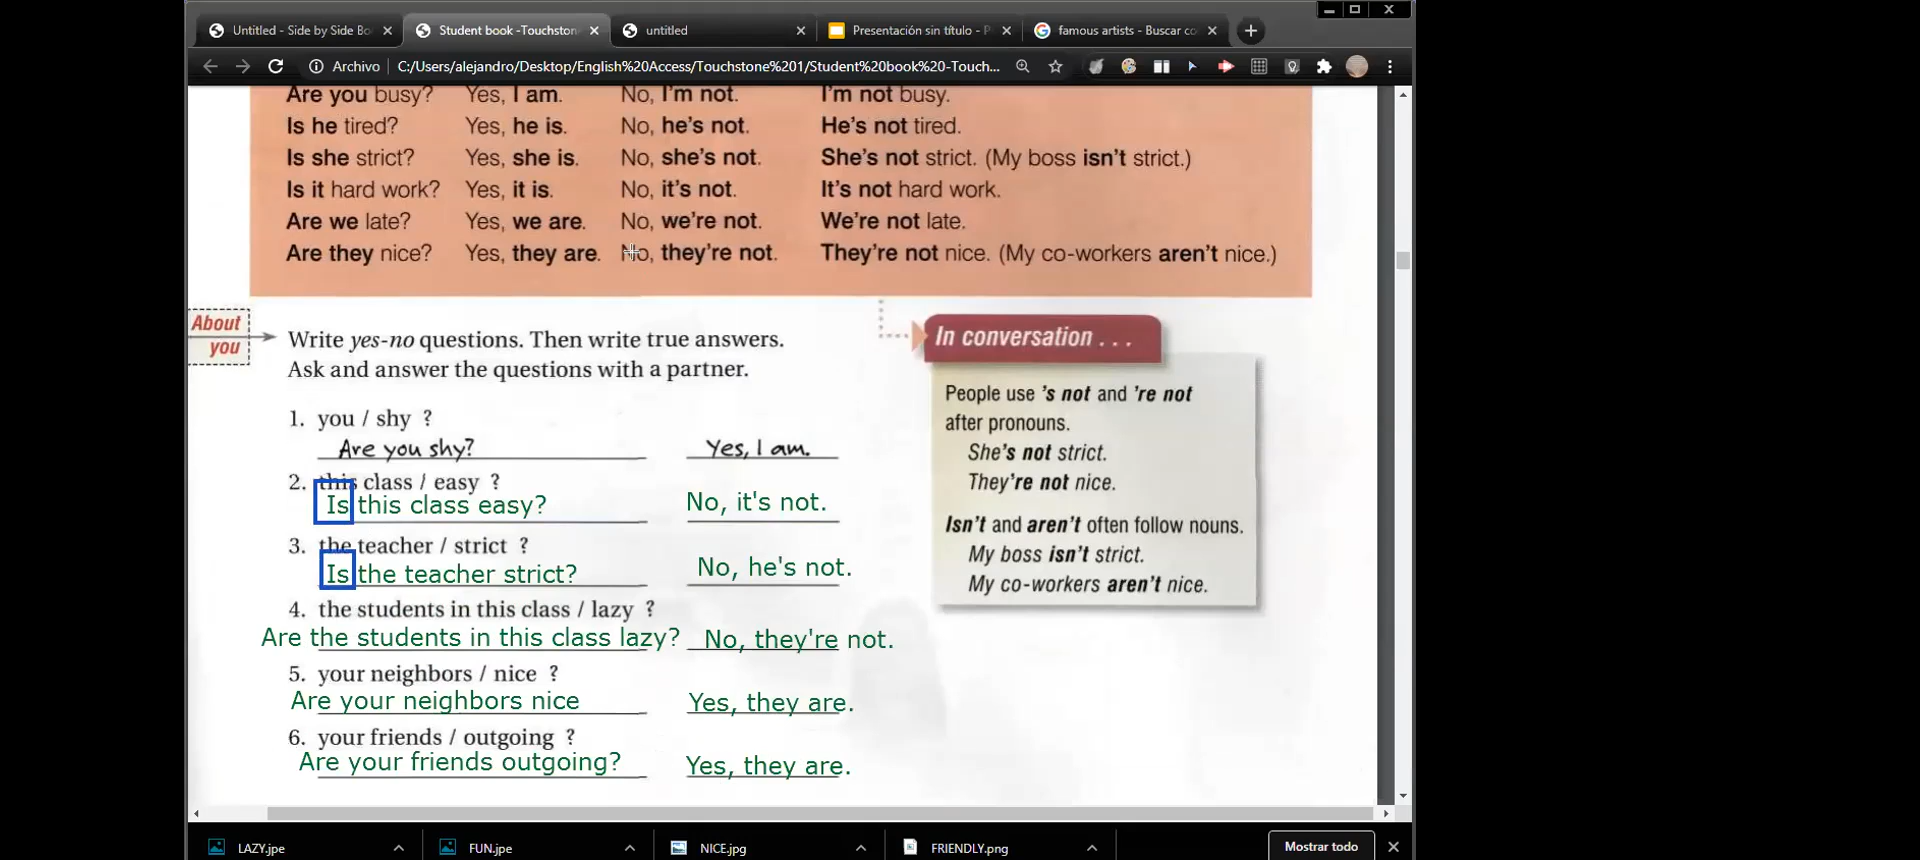 Untitled - Side by Side Bo
Student book -Touchstone
untitled
Presentación sin título - P
famous artists - Buscar co
Archivo C:/Users/alejandro/Desktop/English%20Access/Touchstone%201/Student%20book%20-Touch...
Are you busy? Yes, I am. No, I'm not. I'm not busy.
Is he tired? Yes, he is. No, he's not. He's not tired.
Is she strict? Yes, she is. No, she's not. She's not strict. (My boss isn't strict.)
Is it hard work? Yes, it is. No, it's not. It's not hard work.
Are we late? Yes, we are. No, we're not. We're not late.
Are they nice? Yes, they are. No, they're not. They're not nice. (My co-workers aren't nice.)
About
you
Write yes-no questions. Then write true answers.
Ask and answer the questions with a partner.
1. you / shy ?
Are you shy? Yes, I am.
2. this class / easy ?
Is this class easy? No, it's not.
3. the teacher / strict ?
Is the teacher strict? No, he's not.
4. the students in this class / lazy ?
Are the students in this class lazy? No, they're not.
5. your neighbors / nice ?
Are your neighbors nice Yes, they are.
6. your friends / outgoing ?
Are your friends outgoing? Yes, they are.
In conversation . . .
People use 's not and 're not
after pronouns.
She's not strict.
They're not nice.
Isn't and aren't often follow nouns.
My boss isn't strict.
My co-workers aren't nice.
LAZY.jpe
FUN.jpe
NICE.jpg
FRIENDLY.png
Mostrar todo